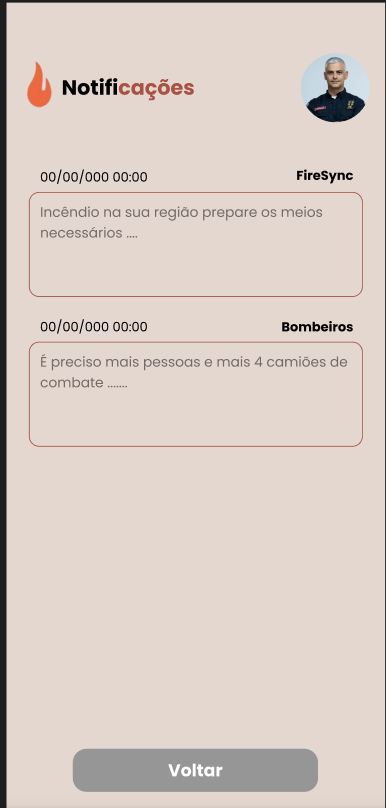 Notificações
00/00/000 00:00 FireSync
Incêndio na sua região prepare os meios
necessários ....
00/00/000 00:00 Bombeiros
É preciso mais pessoas e mais 4 camiões de
combate .......
Voltar